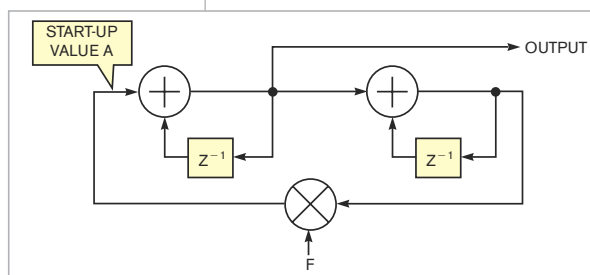 START-UP
VALUE A
OUTPUT
+
+
Z⁻¹
Z⁻¹
F